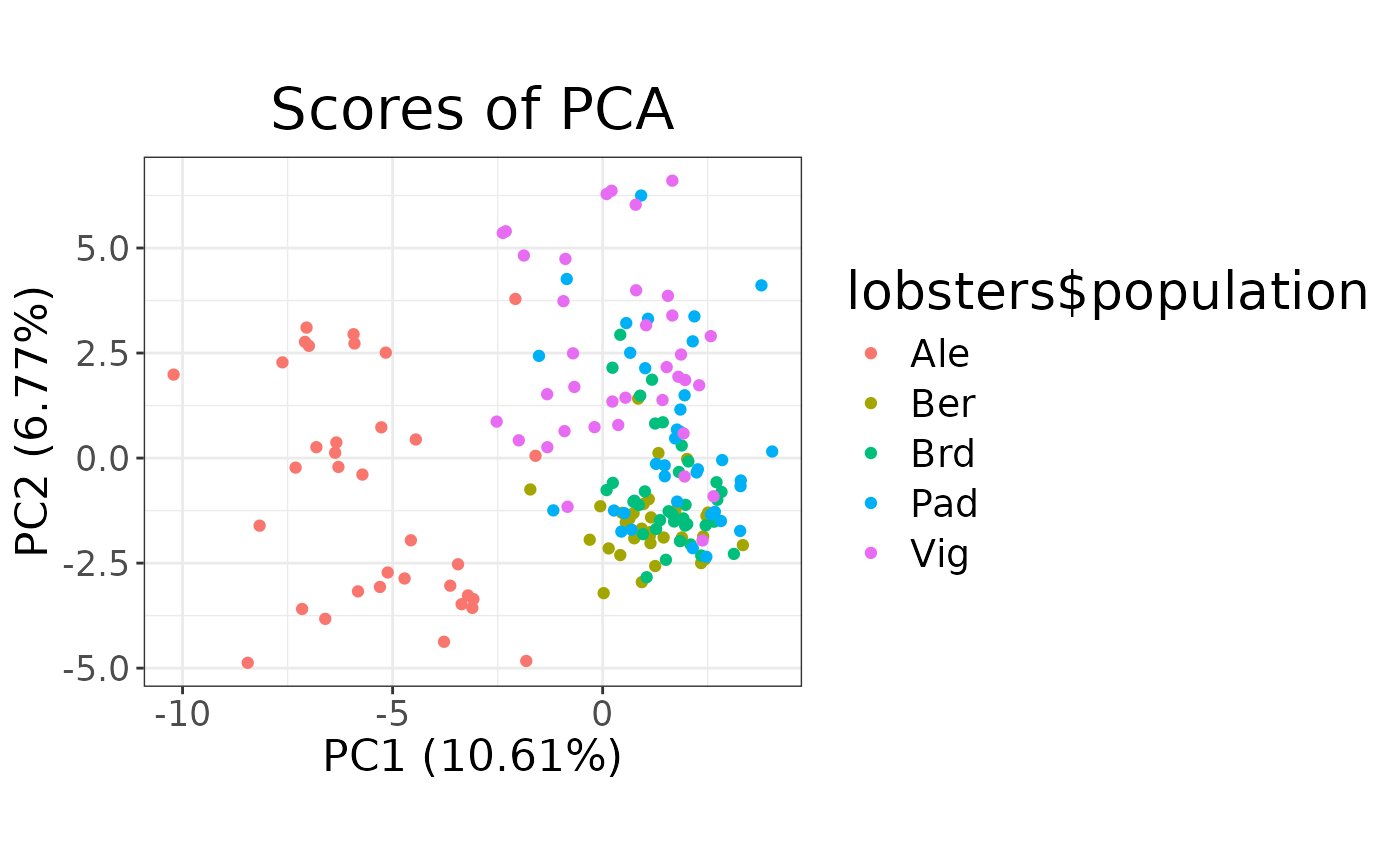 Scores of PCA
PC2 (6.77%)
5.0
2.5
0.0
-2.5
-5.0
-10
-5
0
PC1 (10.61%)
lobsters$population
Ale
Ber
Brd
Pad
Vig